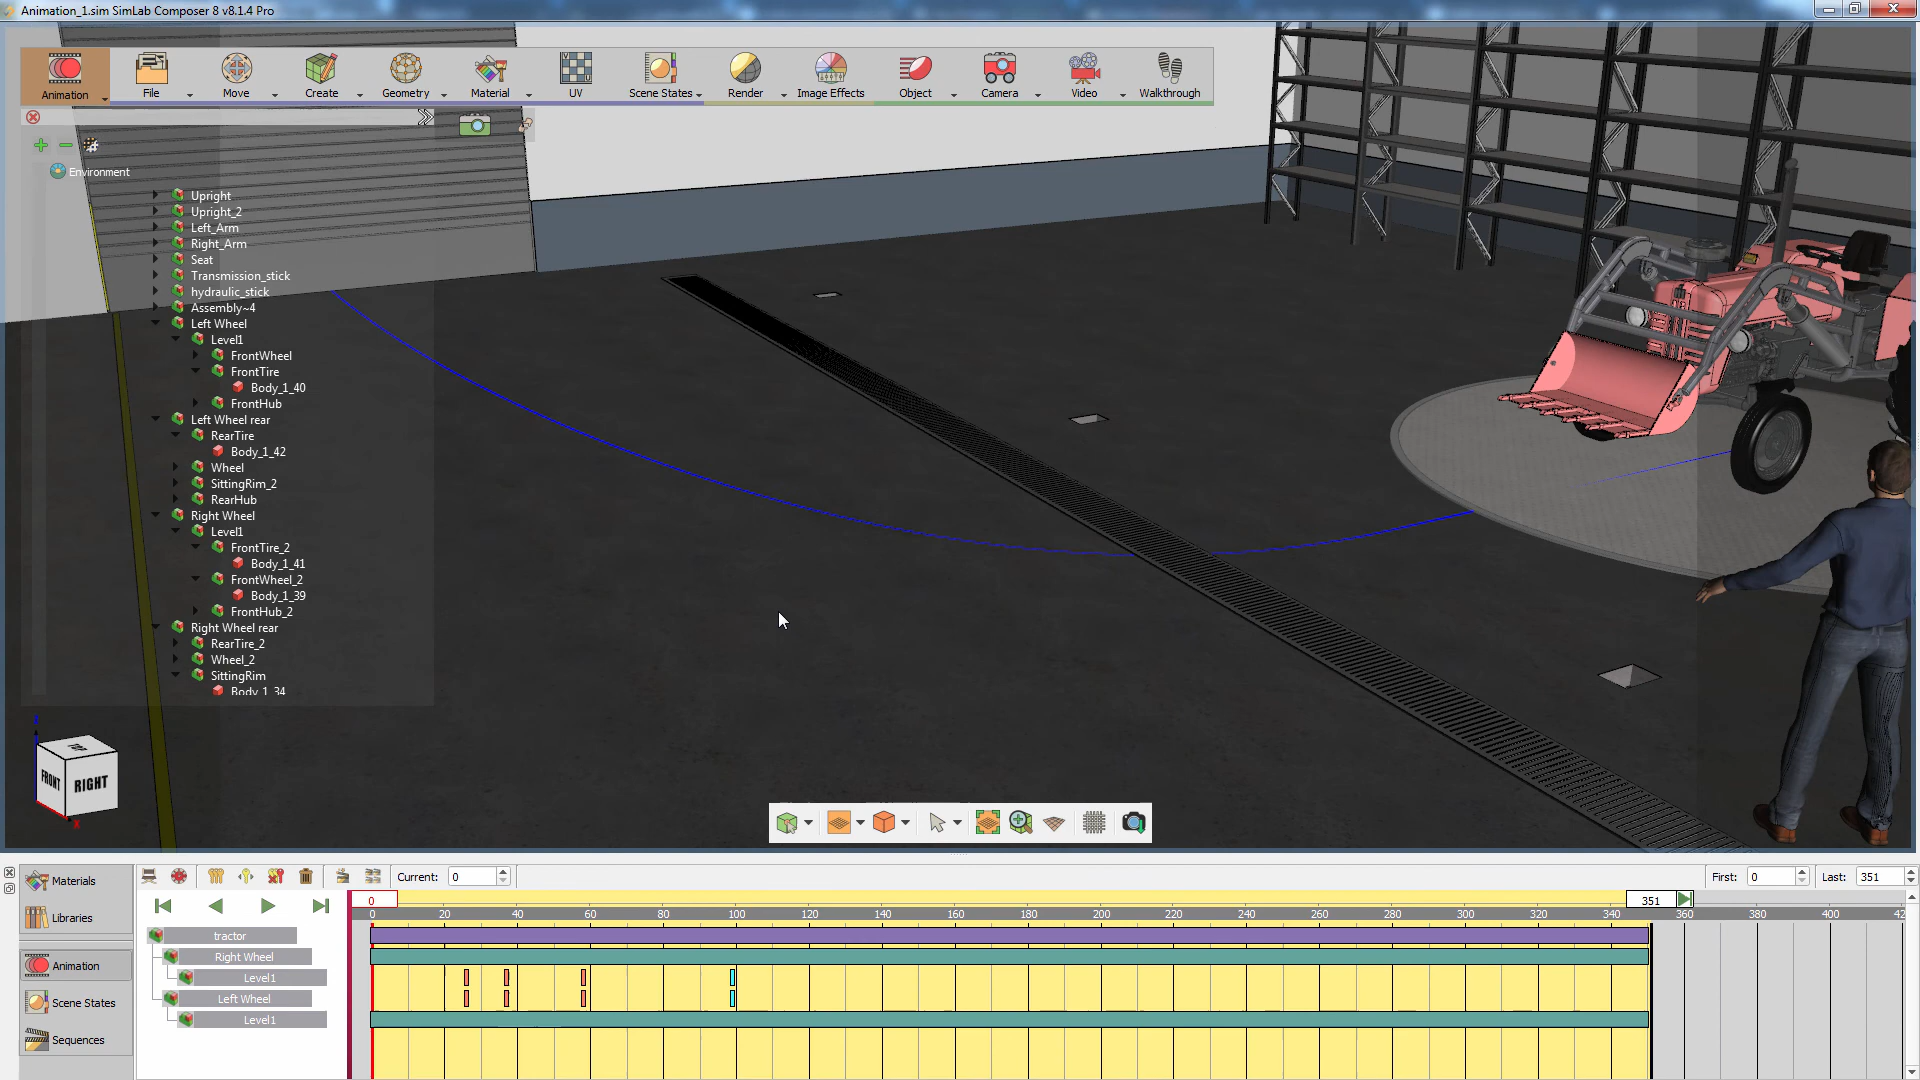 Animation_1.sim SimLab Composer 8 v8.1.4 Pro
Animation File Move Create Geometry Material UV Scene States Render Image Effects Object Camera Video Walkthrough
Environment
Upright
Upright_2
Left_Arm
Right_Arm
Seat
Transmission_stick
hydraulic_stick
Assembly~4
Left Wheel
Level1
FrontWheel
FrontTire
Body_1_40
FrontHub
Left Wheel rear
RearTire
Body_1_42
Wheel
SittingRim_2
RearHub
Right Wheel
Level1
FrontTire_2
Body_1_41
FrontWheel_2
Body_1_39
FrontHub_2
Right Wheel rear
RearTire_2
Wheel_2
SittingRim
Body_1_34
TOP
FRONT RIGHT
X
Materials
Libraries
Animation
Scene States
Sequences
Current: 0
First: 0 Last: 351
0 351
0 20 40 60 80 100 120 140 160 180 200 220 240 260 280 300 320 340 360 380 400 42
tractor
Right Wheel
Level1
Left Wheel
Level1